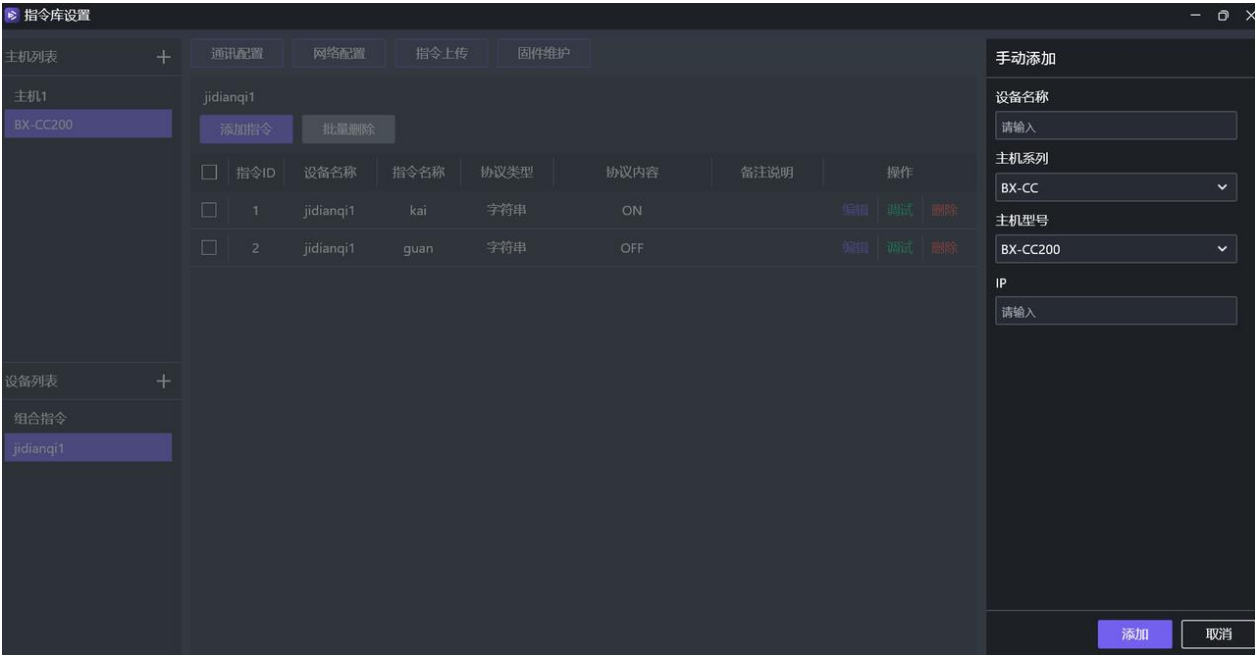 指令库设置
主机列表
通讯配置 网络配置 指令上传 固件维护
手动添加
主机1
BX-CC200
jidianqi1
添加指令 批量删除
指令ID 设备名称 指令名称 协议类型 协议内容 备注说明 操作
1 jidianqi1 kai 字符串 ON 编辑 调试 删除
2 jidianqi1 guan 字符串 OFF 编辑 调试 删除
设备列表
组合指令
jidianqi1
设备名称
请输入
主机系列
BX-CC
主机型号
BX-CC200
IP
请输入
添加 取消